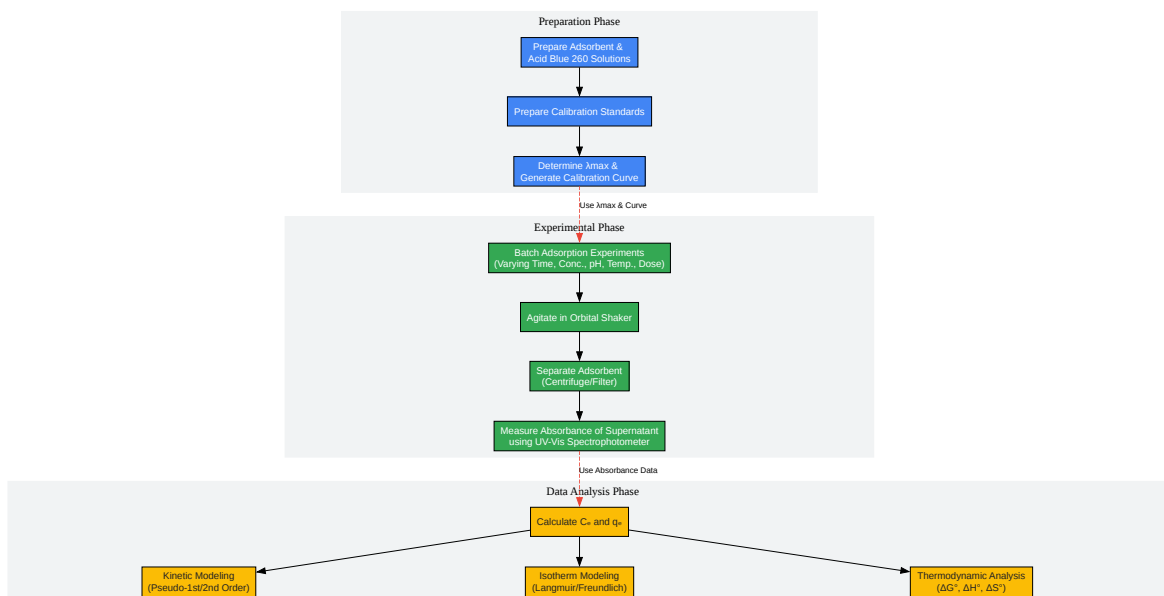 Preparation Phase
Prepare Adsorbent &
Acid Blue 260 Solutions
Prepare Calibration Standards
Determine λmax &
Generate Calibration Curve
Use λmax & Curve
Experimental Phase
Batch Adsorption Experiments
(Varying Time, Conc., pH, Temp., Dose)
Agitate in Orbital Shaker
Separate Adsorbent
(Centrifuge/Filter)
Measure Absorbance of Supernatant
using UV-Vis Spectrophotometer
Use Absorbance Data
Data Analysis Phase
Calculate Cₑ and qₑ
Kinetic Modeling
(Pseudo-1st/2nd Order)
Isotherm Modeling
(Langmuir/Freundlich)
Thermodynamic Analysis
(ΔG°, ΔH°, ΔS°)